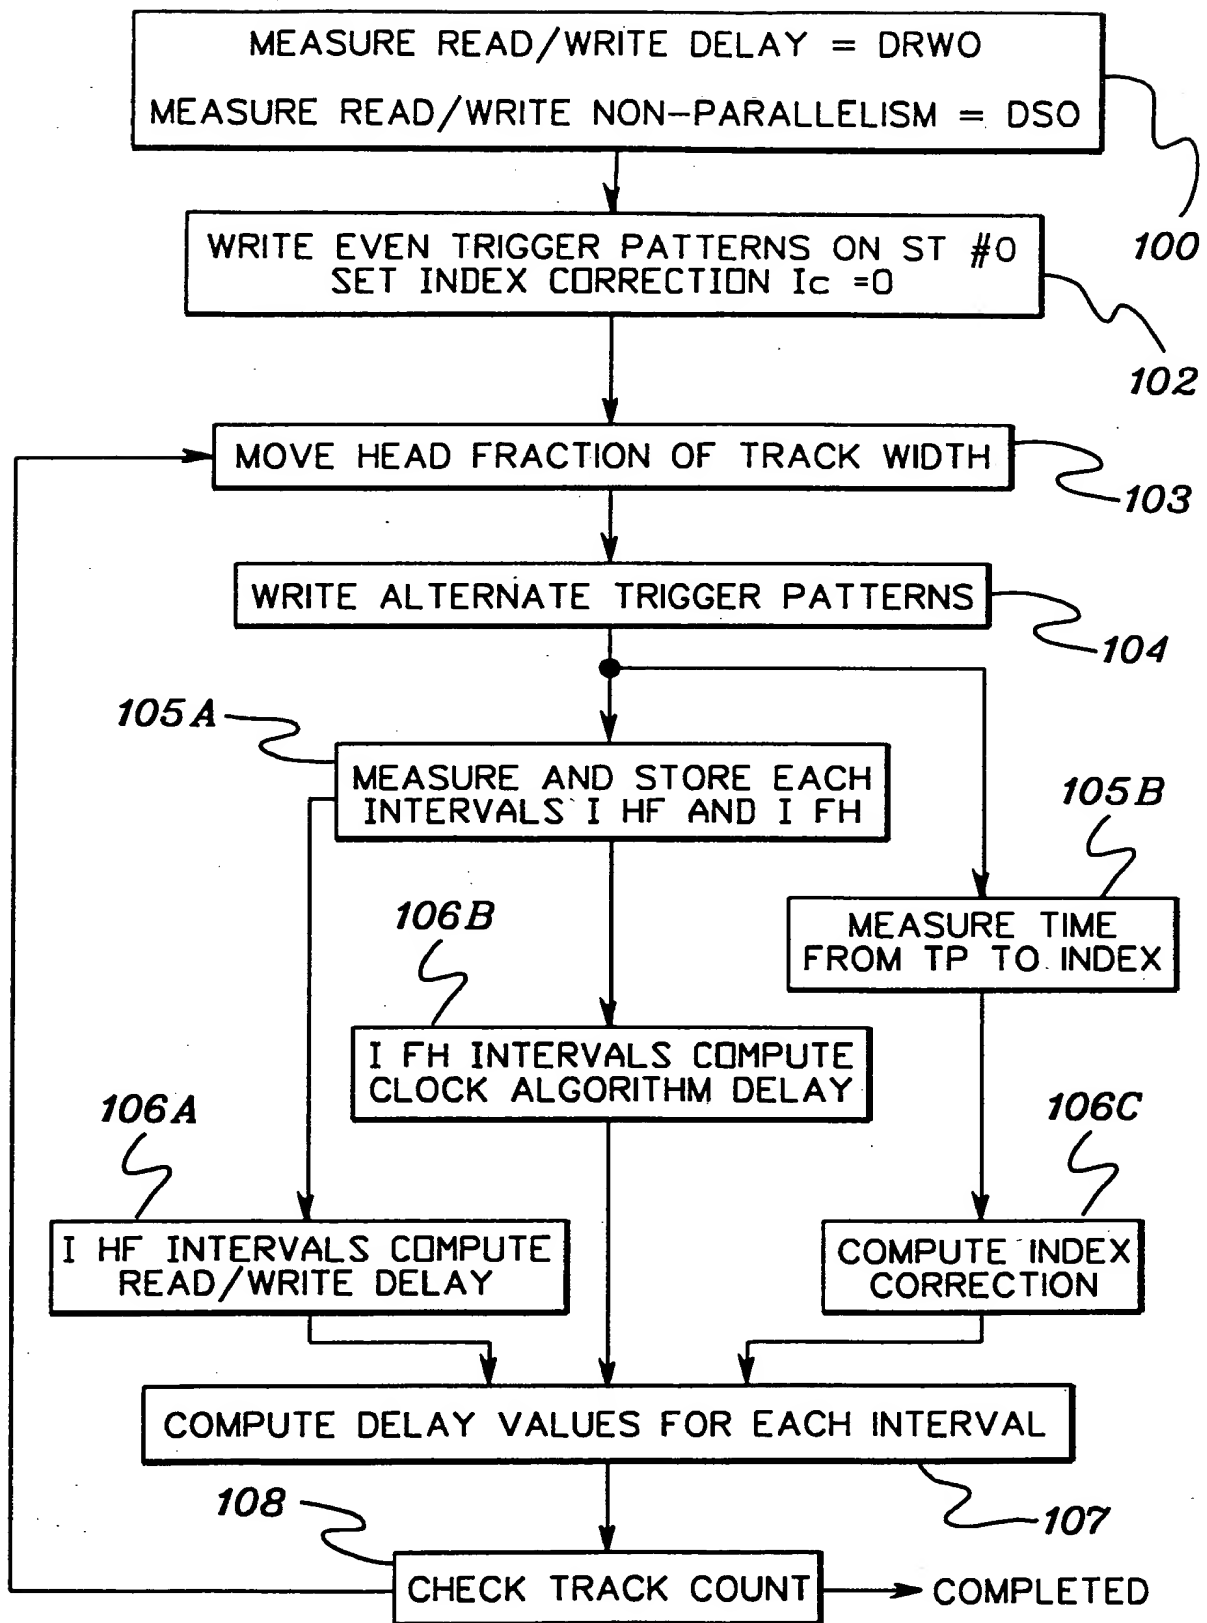 MEASURE READ/WRITE DELAY = DRWO
MEASURE READ/WRITE NON-PARALLELISM = DSO
100
WRITE EVEN TRIGGER PATTERNS ON ST #0
SET INDEX CORRECTION Ic =0
102
MOVE HEAD FRACTION OF TRACK WIDTH
103
WRITE ALTERNATE TRIGGER PATTERNS
104
105A
MEASURE AND STORE EACH
INTERVALS I HF AND I FH
105B
MEASURE TIME
FROM TP TO INDEX
106B
I FH INTERVALS COMPUTE
CLOCK ALGORITHM DELAY
106A
106C
I HF INTERVALS COMPUTE
READ/WRITE DELAY
COMPUTE INDEX
CORRECTION
COMPUTE DELAY VALUES FOR EACH INTERVAL
107
108
CHECK TRACK COUNT
COMPLETED